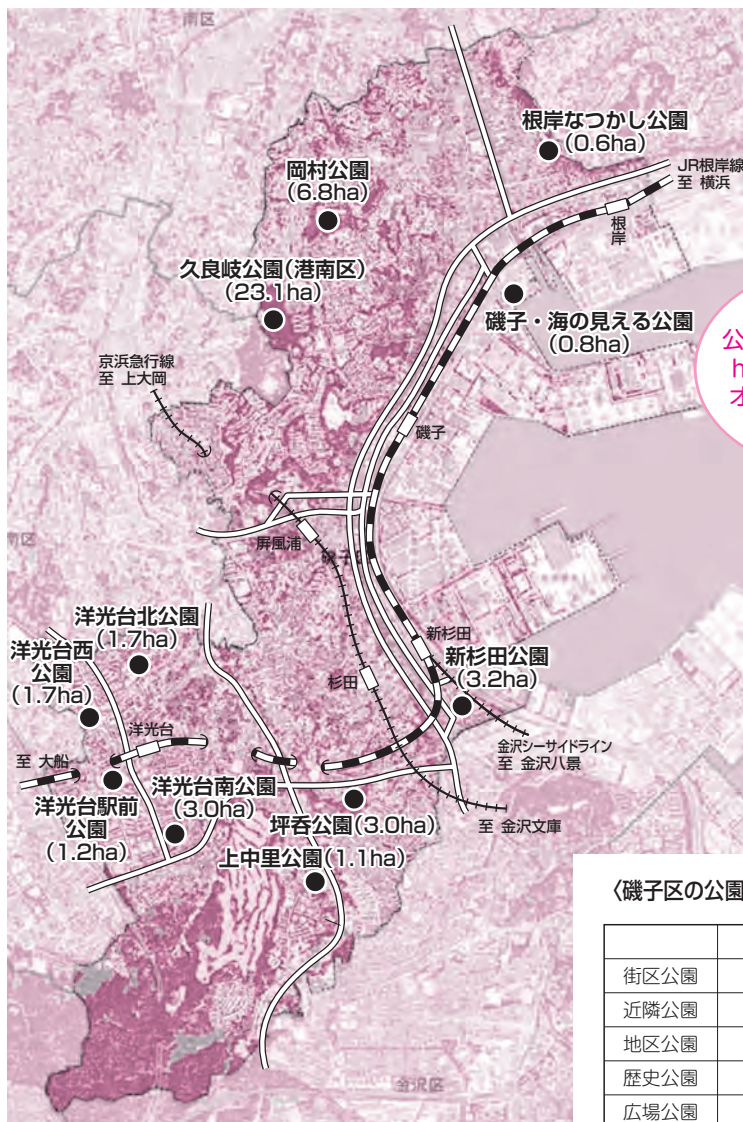 南区
根岸なつかし公園
(0.6ha)
岡村公園
(6.8ha)
JR根岸線
至 横浜
根岸
久良岐公園(港南区)
(23.1ha)
磯子・海の見える公園
(0.8ha)
京浜急行線
至 上大岡
磯子
屏風浦
洋光台北公園
(1.7ha)
洋光台西
公園
(1.7ha)
新杉田
新杉田公園
(3.2ha)
杉田
洋光台
至 大船
金沢シーサイドライン
至 金沢八景
洋光台駅前
公園
(1.2ha)
洋光台南公園
(3.0ha)
坪呑公園(3.0ha)
至 金沢文庫
上中里公園(1.1ha)
金沢区
〈磯子区の公園
街区公園
近隣公園
地区公園
歴史公園
広場公園